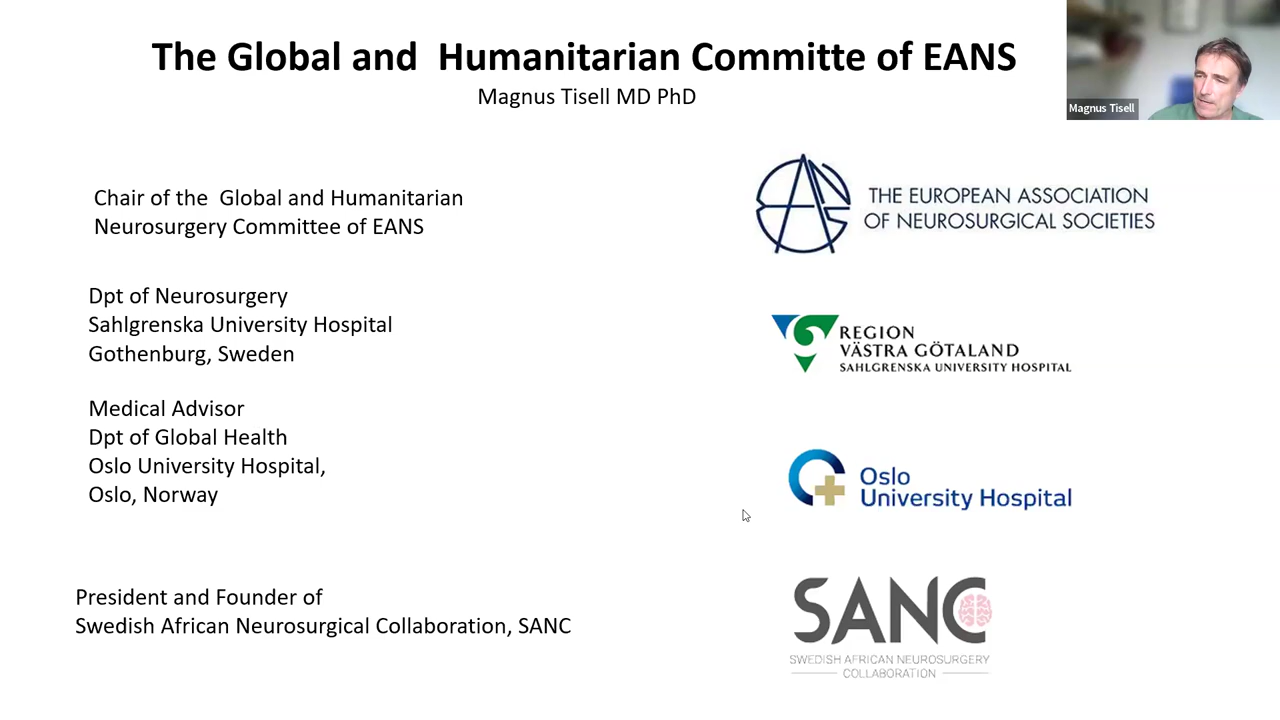 The Global and  Humanitarian Committe of EANS
Magnus Tisell MD PhD
Magnus Tisell
Chair of the  Global and Humanitarian
Neurosurgery Committee of EANS
EANS
THE EUROPEAN ASSOCIATION
OF NEUROSURGICAL SOCIETIES
Dpt of Neurosurgery
Sahlgrenska University Hospital
Gothenburg, Sweden
REGION
VÄSTRA GÖTALAND
SAHLGRENSKA UNIVERSITY HOSPITAL
Medical Advisor
Dpt of Global Health
Oslo University Hospital,
Oslo, Norway
Oslo
University Hospital
President and Founder of
Swedish African Neurosurgical Collaboration, SANC
SANC
SWEDISH AFRICAN NEUROSURGERY
COLLABORATION